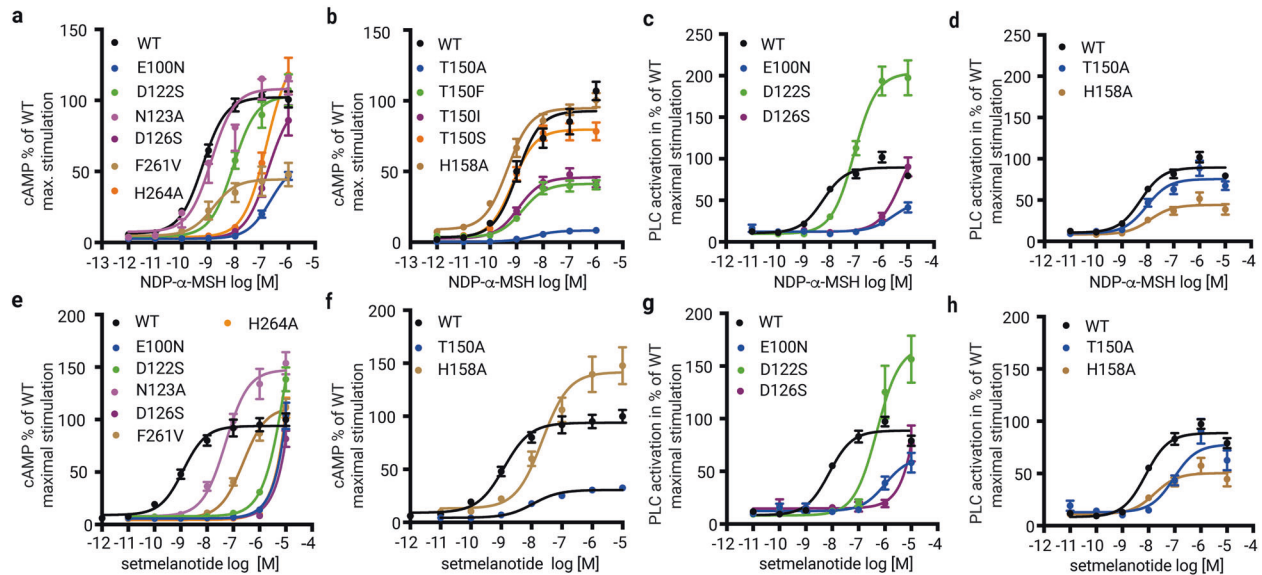 a
cAMP % of WT
max. stimulation
150
100
50
0
WT
E100N
D122S
N123A
D126S
F261V
H264A
-13 -12 -11 -10 -9 -8 -7 -6 -5
NDP-α-MSH log [M]
b
cAMP % of WT
max. stimulation
150
100
50
0
WT
T150A
T150F
T150I
T150S
H158A
-13 -12 -11 -10 -9 -8 -7 -6 -5
NDP-α-MSH log [M]
c
PLC activation in % of WT
maximal stimulation
250
200
150
100
50
0
WT
E100N
D122S
D126S
-12 -11 -10 -9 -8 -7 -6 -5 -4
NDP-α-MSH log [M]
d
PLC activation in % of WT
maximal stimulation
250
200
150
100
50
0
WT
T150A
H158A
-12 -11 -10 -9 -8 -7 -6 -5 -4
NDP-α-MSH log [M]
e
cAMP % of WT
maximal stimulation
200
150
100
50
0
WT
H264A
E100N
D122S
N123A
D126S
F261V
-12 -11 -10 -9 -8 -7 -6 -5 -4
setmelanotide log [M]
f
cAMP % of WT
maximal stimulation
200
150
100
50
0
WT
T150A
H158A
-12 -11 -10 -9 -8 -7 -6 -5
setmelanotide log [M]
g
PLC activation in % of WT
maximal stimulation
200
150
100
50
0
WT
E100N
D122S
D126S
-12 -11 -10 -9 -8 -7 -6 -5 -4
setmelanotide log [M]
h
PLC activation in % of WT
maximal stimulation
200
150
100
50
0
WT
T150A
H158A
-12 -11 -10 -9 -8 -7 -6 -5 -4
setmelanotide log [M]